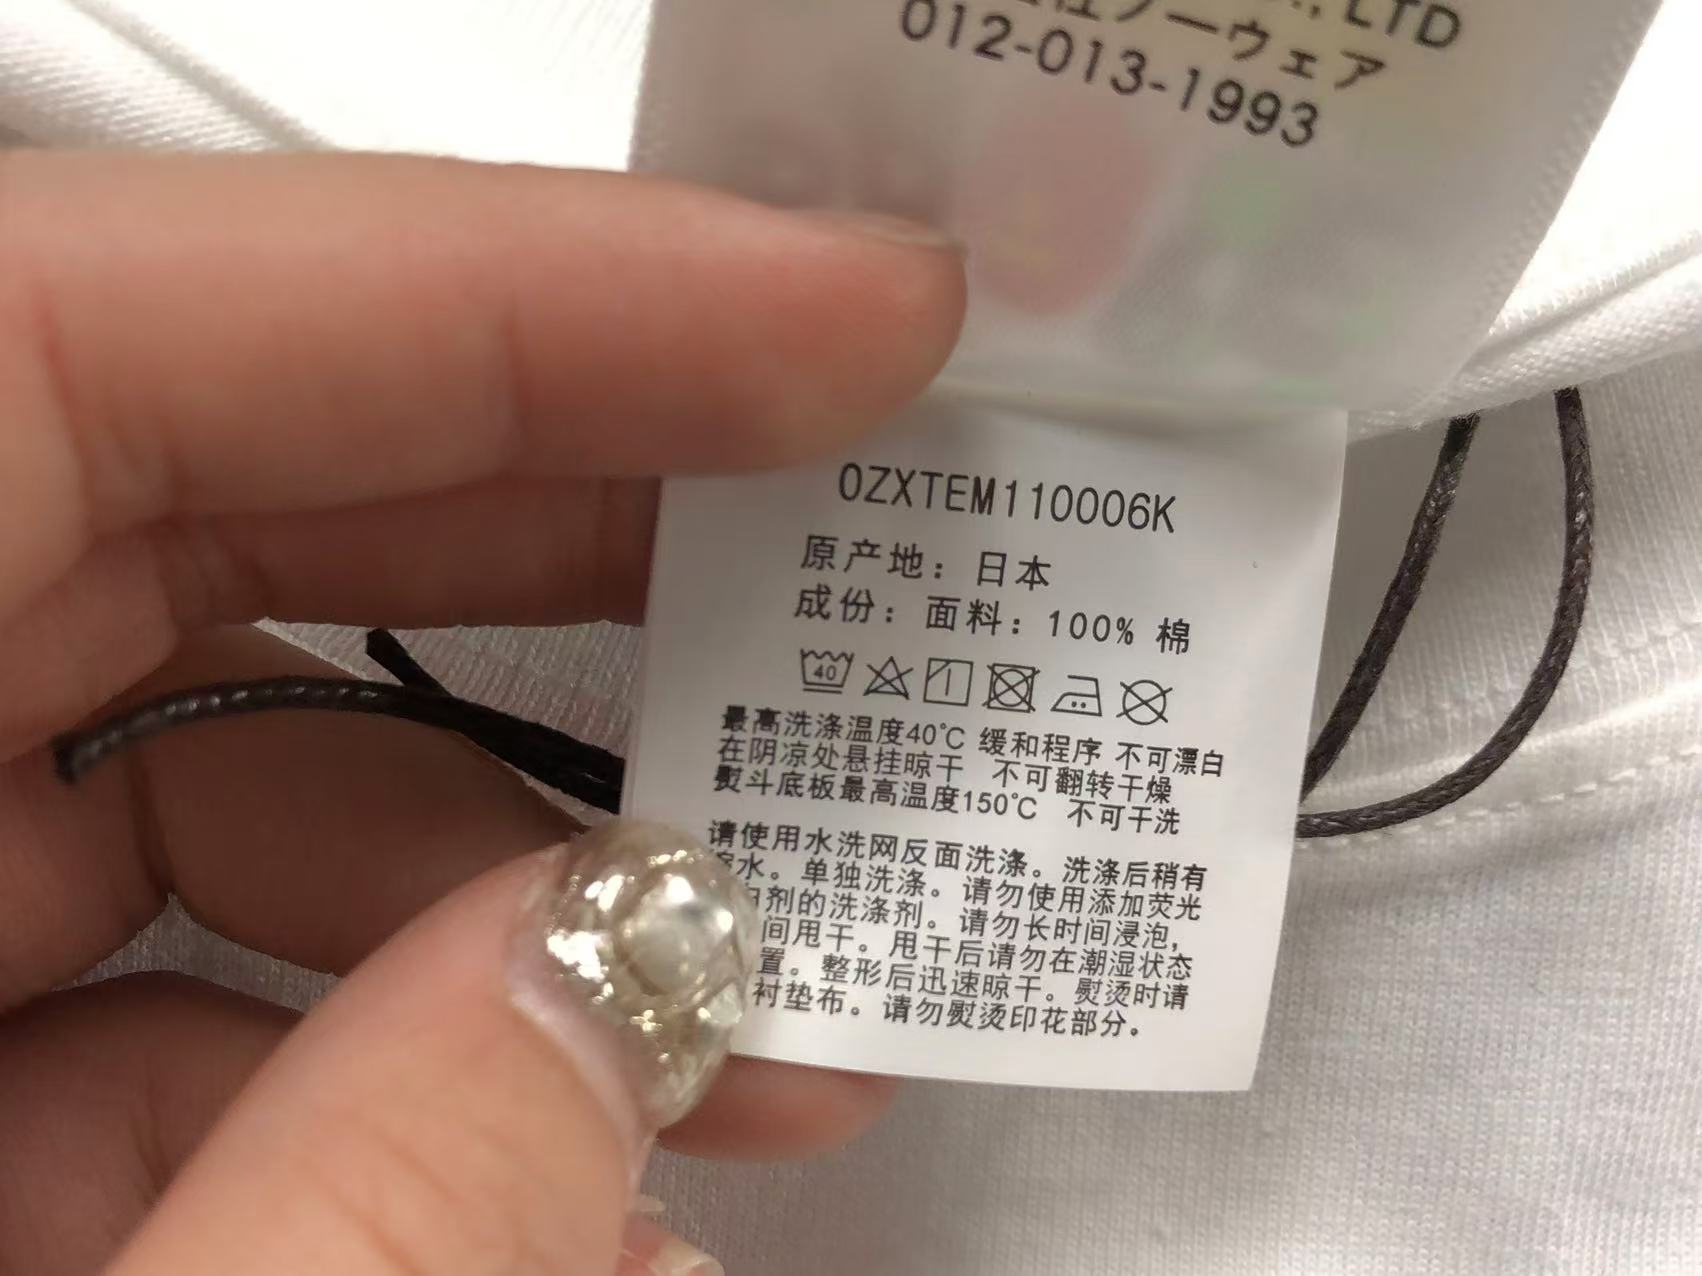 LTD
ノーウェア
012-013-1993
OZXTEM110006K
原产地：日本
成份：面料：100% 棉
40
最高洗涤温度40℃ 缓和程序 不可漂白
在阴凉处悬挂晾干 不可翻转干燥
熨斗底板最高温度150℃ 不可干洗
请使用水洗网反面洗涤。洗涤后稍有
水。单独洗涤。请勿使用添加荧光
剂的洗涤剂。请勿长时间浸泡，
间甩干。甩干后请勿在潮湿状态
置。整形后迅速晾干。熨烫时请
衬垫布。请勿熨烫印花部分。